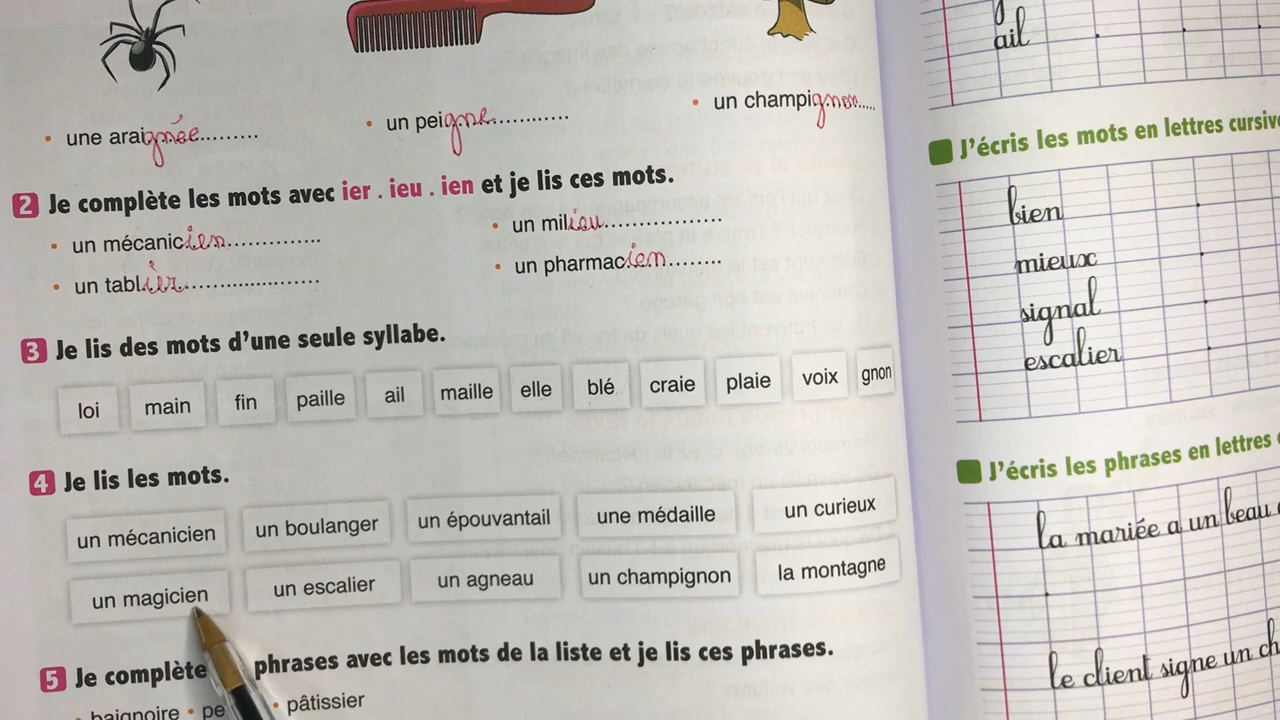 • une araignée..........
• un peigne............
• un champignon.....
2 Je complète les mots avec ier . ieu . ien et je lis ces mots.
• un mécanicien..............
• un milieu.................
• un tablier....................
• un pharmacien........
3 Je lis des mots d'une seule syllabe.
loi main fin paille ail maille elle blé craie plaie voix gnon
4 Je lis les mots.
un mécanicien un boulanger un épouvantail une médaille un curieux
un magicien un escalier un agneau un champignon la montagne
5 Je complète phrases avec les mots de la liste et je lis ces phrases.
• baignoire • pe • pâtissier
ail
J'écris les mots en lettres cursive
bien
mieux
signal
escalier
J'écris les phrases en lettres
la mariée a un beau
le client signe un ch